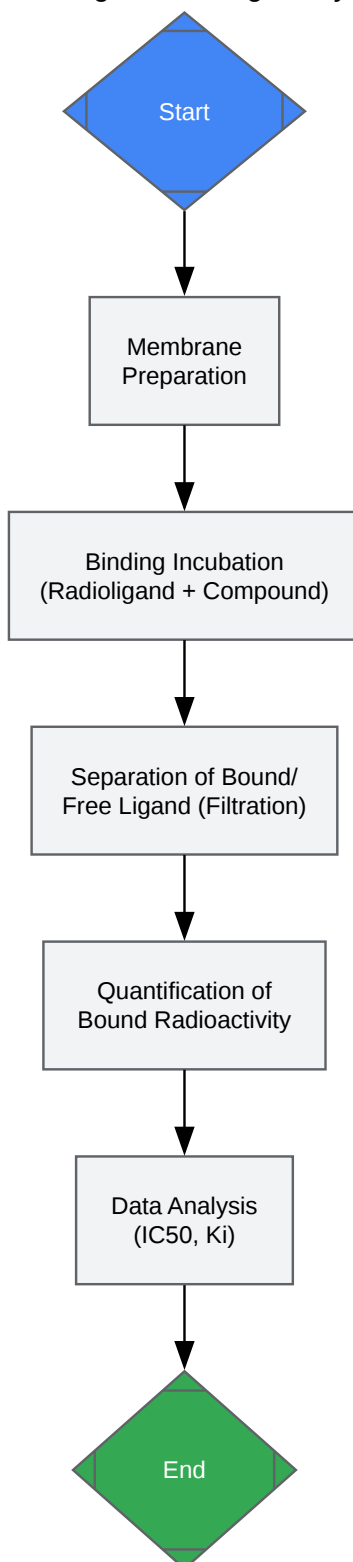 Start
Membrane
Preparation
Binding Incubation
(Radioligand + Compound)
Separation of Bound/
Free Ligand (Filtration)
Quantification of
Bound Radioactivity
Data Analysis
(IC50, Ki)
End